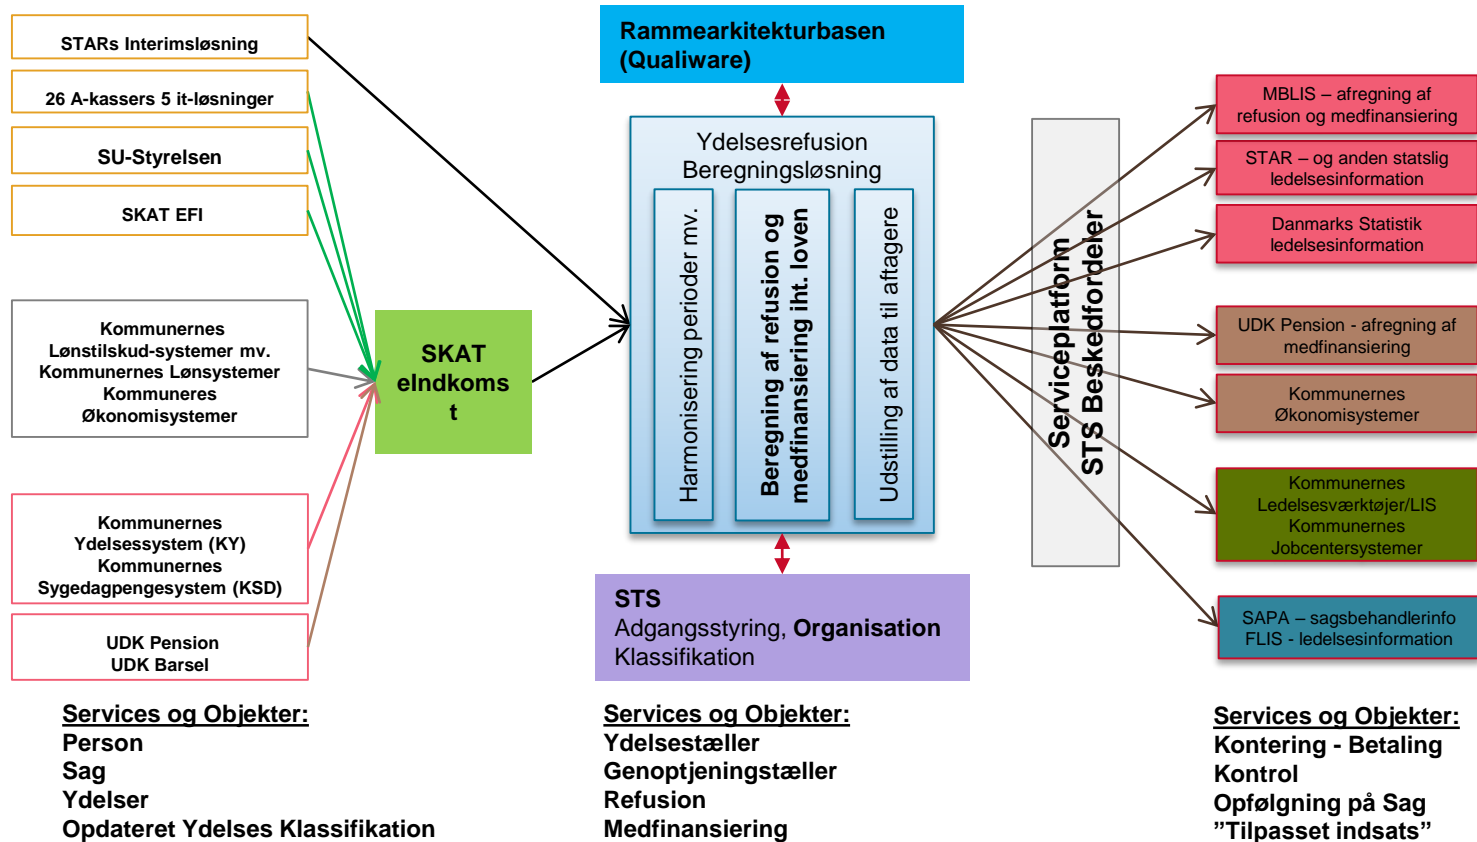 STARs Interimsløsning
26 A-kassers 5 it-løsninger
SU-Styrelsen
SKAT EFI
Kommunernes
Lønstilskud-systemer mv.
Kommunernes Lønsystemer
Kommuneres
Økonomisystemer
Kommunernes
Ydelsessystem (KY)
Kommunernes
Sygedagpengesystem (KSD)
UDK Pension
UDK Barsel
SKAT
eIndkoms
t
Rammearkitekturbasen
(Qualiware)
Ydelsesrefusion
Beregningsløsning
Harmonisering perioder mv.
Beregning af refusion og
medfinansiering iht. loven
Udstilling af data til aftagere
STS
Adgangsstyring, Organisation
Klassifikation
Serviceplatform
STS Beskedfordeler
MBLIS – afregning af
refusion og medfinansiering
STAR – og anden statslig
ledelsesinformation
Danmarks Statistik
ledelsesinformation
UDK Pension - afregning af
medfinansiering
Kommunernes
Økonomisystemer
Kommunernes
Ledelsesværktøjer/LIS
Kommunernes
Jobcentersystemer
SAPA – sagsbehandlerinfo
FLIS - ledelsesinformation
Services og Objekter:
Person
Sag
Ydelser
Opdateret Ydelses Klassifikation
Services og Objekter:
Ydelsestæller
Genoptjeningstæller
Refusion
Medfinansiering
Services og Objekter:
Kontering - Betaling
Kontrol
Opfølgning på Sag
”Tilpasset indsats”